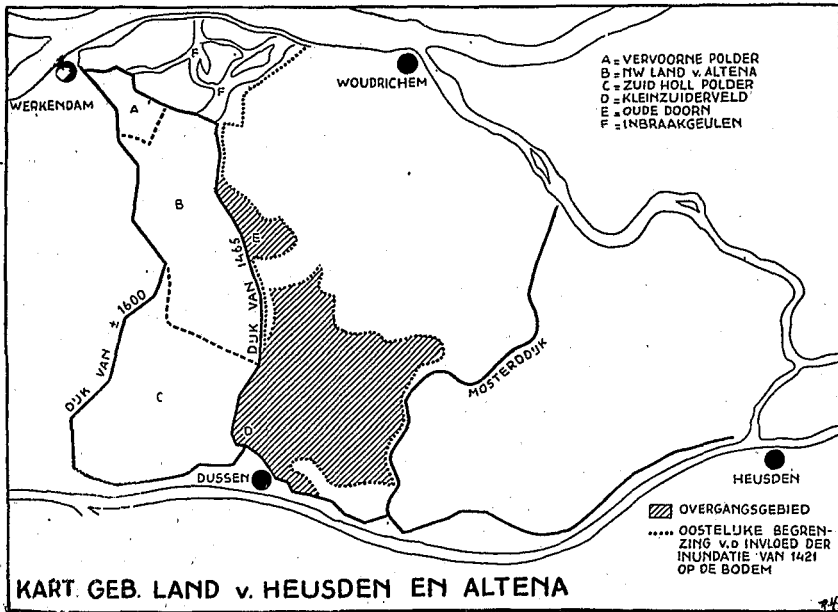 F
WERKENDAM
WOUDRICHEM
A = VERVOORNE POLDER
B = NW LAND v. ALTENA
C = ZUID HOLL POLDER
D = KLEINZUIDERVELD
E = OUDE DOORN
F = INBRAAKGEULEN
F
A
B
E
DIJK VAN 1465
DIJK VAN ± 1600
MOSTERDDIJK
C
D
DUSSEN
HEUSDEN
OVERGANGSGEBIED
OOSTELIJKE BEGREN-
ZING v.D INVLOED DER
INUNDATIE VAN 1421
OP DE BODEM
KART. GEB. LAND v. HEUSDEN EN ALTENA